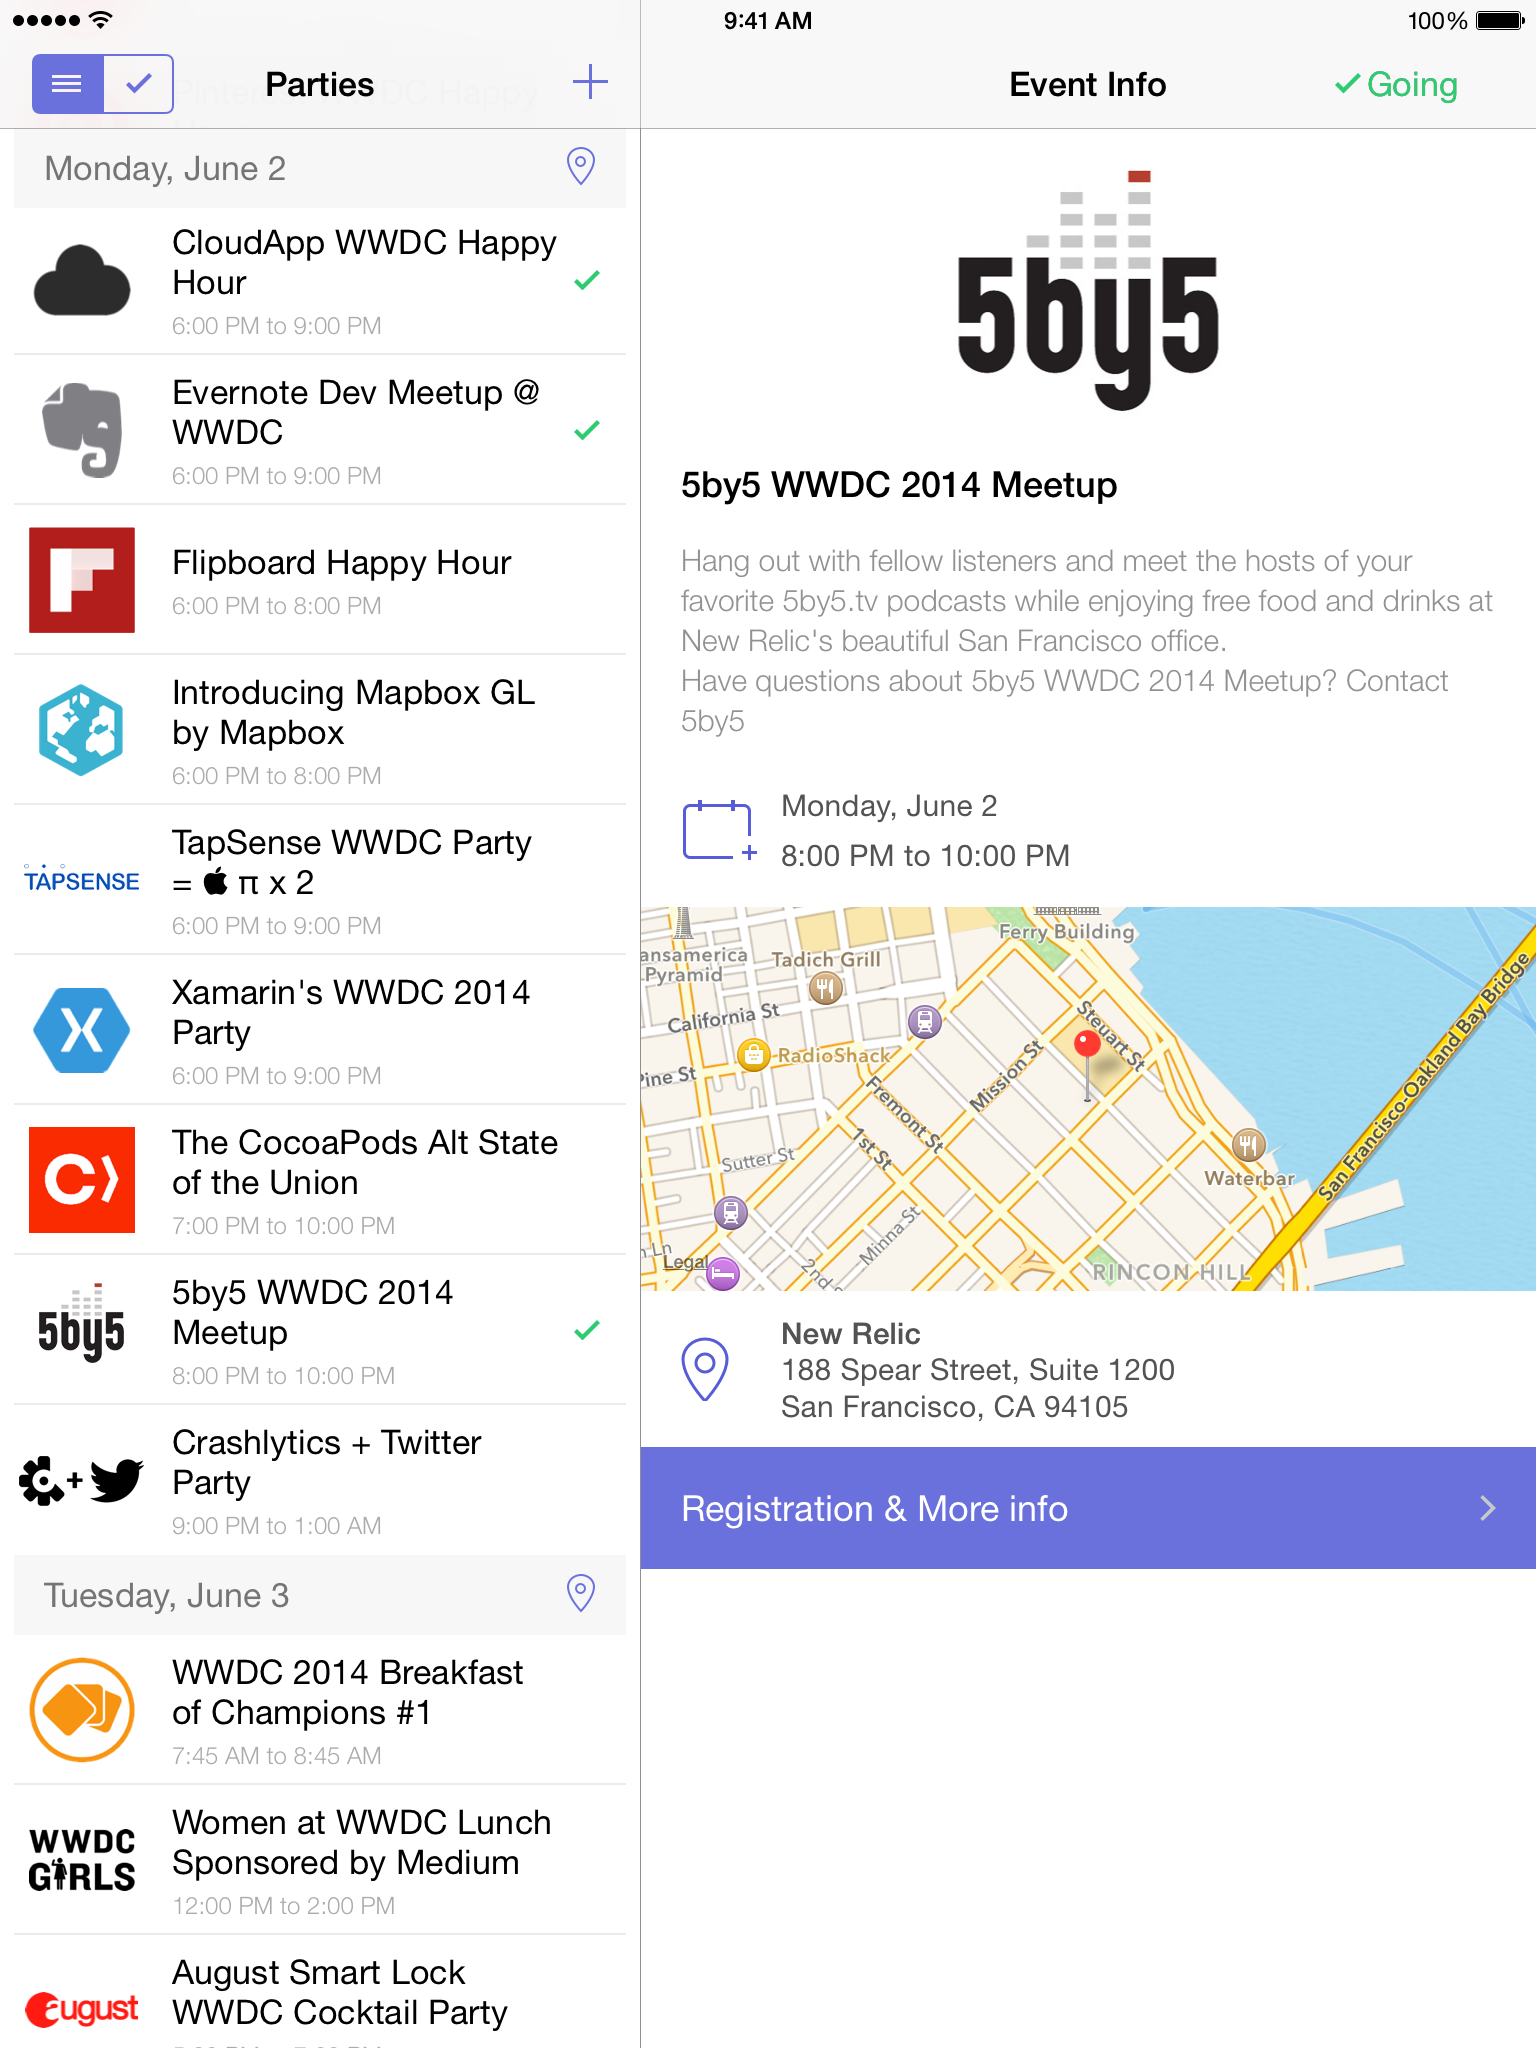 9:41 AM
100%
Parties
Event Info
Going
Pinterest WWDC Happy
Monday, June 2
CloudApp WWDC Happy
Hour
6:00 PM to 9:00 PM
Evernote Dev Meetup @
WWDC
6:00 PM to 9:00 PM
Flipboard Happy Hour
6:00 PM to 8:00 PM
Introducing Mapbox GL
by Mapbox
6:00 PM to 8:00 PM
TAPSENSE
TapSense WWDC Party
=  π x 2
6:00 PM to 9:00 PM
Xamarin's WWDC 2014
Party
6:00 PM to 9:00 PM
The CocoaPods Alt State
of the Union
7:00 PM to 10:00 PM
5by5
5by5 WWDC 2014
Meetup
8:00 PM to 10:00 PM
Crashlytics + Twitter
Party
9:00 PM to 1:00 AM
Tuesday, June 3
WWDC 2014 Breakfast
of Champions #1
7:45 AM to 8:45 AM
WWDC
GIRLS
Women at WWDC Lunch
Sponsored by Medium
12:00 PM to 2:00 PM
august
August Smart Lock
WWDC Cocktail Party
5by5
5by5 WWDC 2014 Meetup
Hang out with fellow listeners and meet the hosts of your
favorite 5by5.tv podcasts while enjoying free food and drinks at
New Relic's beautiful San Francisco office.
Have questions about 5by5 WWDC 2014 Meetup? Contact
5by5
Monday, June 2
8:00 PM to 10:00 PM
Ferry Building
ansamerica
Pyramid
Tadich Grill
California St
Steuart St
RadioShack
Mission St
Pine St
Fremont St
1st St
Sutter St
Waterbar
San Francisco-Oakland Bay Bridge
Minna St
n Ln
Legal
2nd S
RINCON HILL
New Relic
188 Spear Street, Suite 1200
San Francisco, CA 94105
Registration & More info